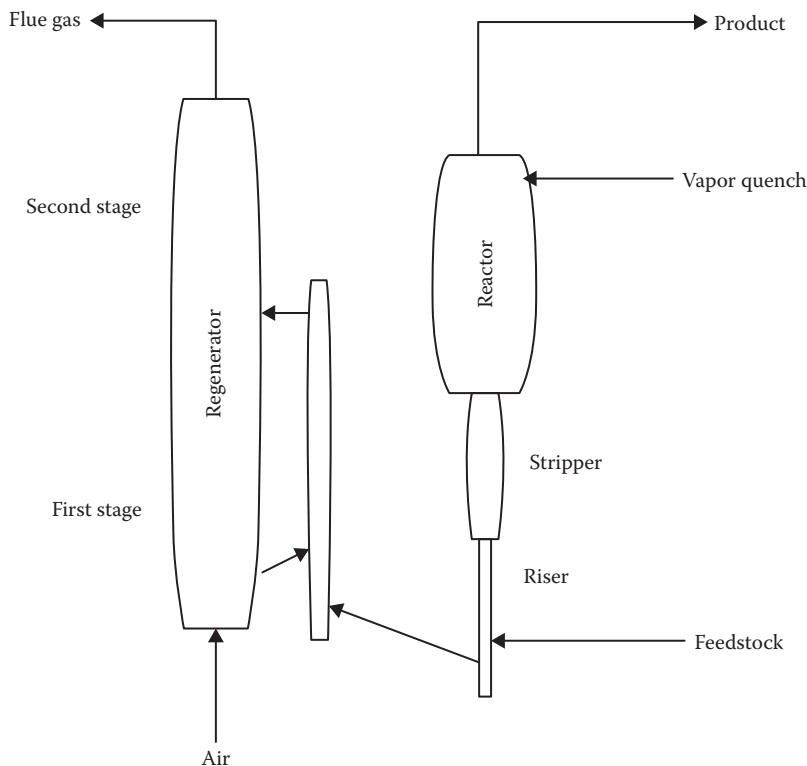 Flue gas
Product
Vapor quench
Second stage
Reactor
Regenerator
Stripper
First stage
Riser
Feedstock
Air